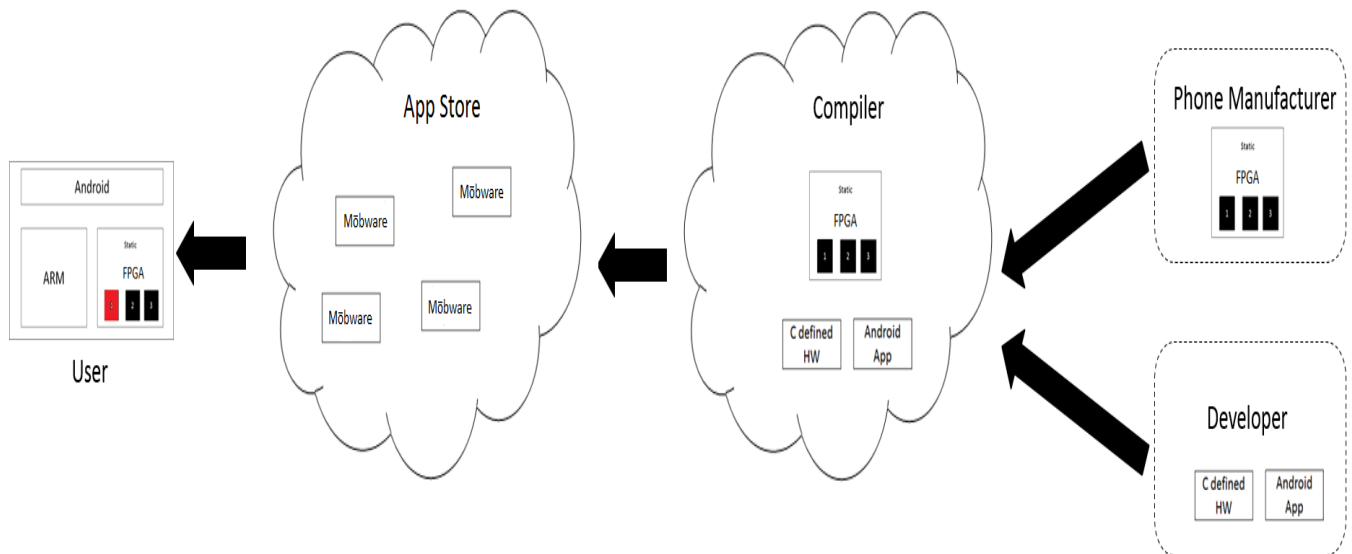 Android
ARM
Static
FPGA
1 2 3
User
App Store
Mōbware
Mōbware
Mōbware
Mōbware
Compiler
Static
FPGA
1 2 3
C defined
HW
Android
App
Phone Manufacturer
Static
FPGA
1 2 3
Developer
C defined
HW
Android
App